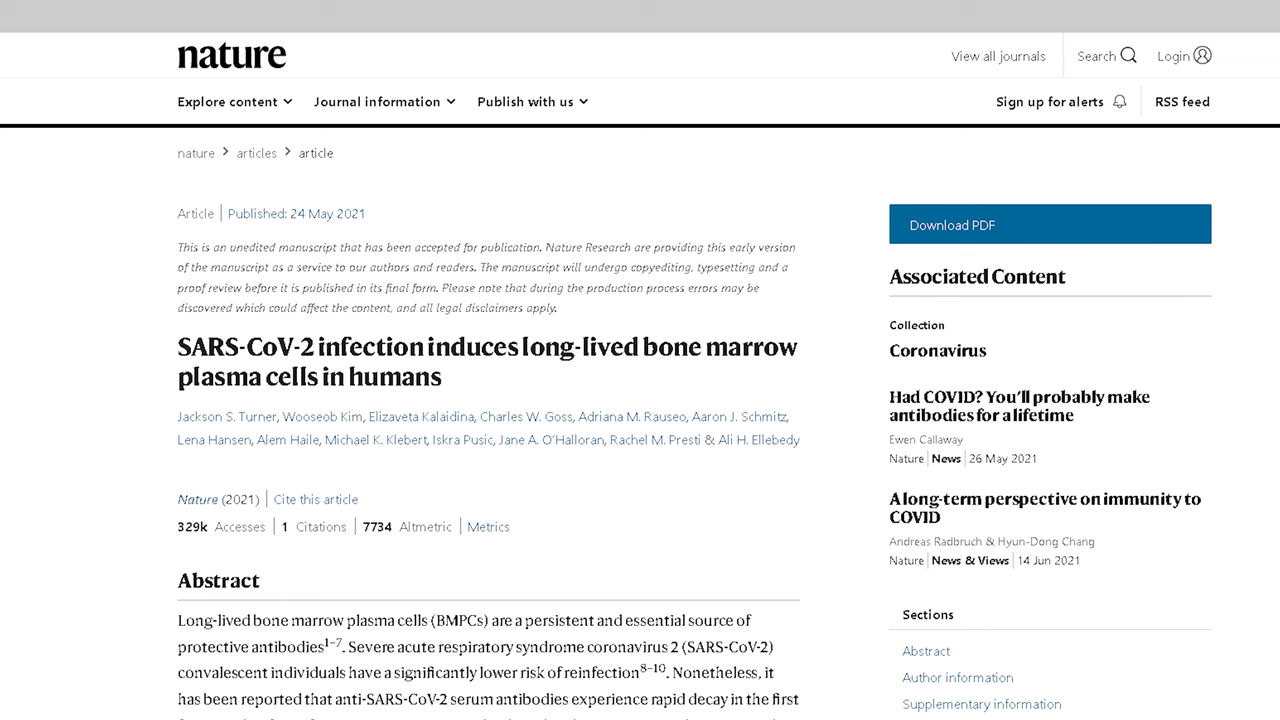 nature
View all journals
Search
Login
Explore content
Journal information
Publish with us
Sign up for alerts
RSS feed
nature > articles > article
Article | Published: 24 May 2021
This is an unedited manuscript that has been accepted for publication. Nature Research are providing this early version
of the manuscript as a service to our authors and readers. The manuscript will undergo copyediting, typesetting and a
proof review before it is published in its final form. Please note that during the production process errors may be
discovered which could affect the content, and all legal disclaimers apply.
SARS-CoV-2 infection induces long-lived bone marrow
plasma cells in humans
Jackson S. Turner, Wooseob Kim, Elizaveta Kalaidina, Charles W. Goss, Adriana M. Rauseo, Aaron J. Schmitz,
Lena Hansen, Alem Haile, Michael K. Klebert, Iskra Pusic, Jane A. O'Halloran, Rachel M. Presti & Ali H. Ellebedy
Nature (2021) | Cite this article
329k Accesses | 1 Citations | 7734 Altmetric | Metrics
Abstract
Long-lived bone marrow plasma cells (BMPCs) are a persistent and essential source of
protective antibodies1–7. Severe acute respiratory syndrome coronavirus 2 (SARS-CoV-2)
convalescent individuals have a significantly lower risk of reinfection8–10. Nonetheless, it
has been reported that anti-SARS-CoV-2 serum antibodies experience rapid decay in the first
Download PDF
Associated Content
Collection
Coronavirus
Had COVID? You'll probably make
antibodies for a lifetime
Ewen Callaway
Nature | News | 26 May 2021
A long-term perspective on immunity to
COVID
Andreas Radbruch & Hyun-Dong Chang
Nature | News & Views | 14 Jun 2021
Sections
Abstract
Author information
Supplementary information